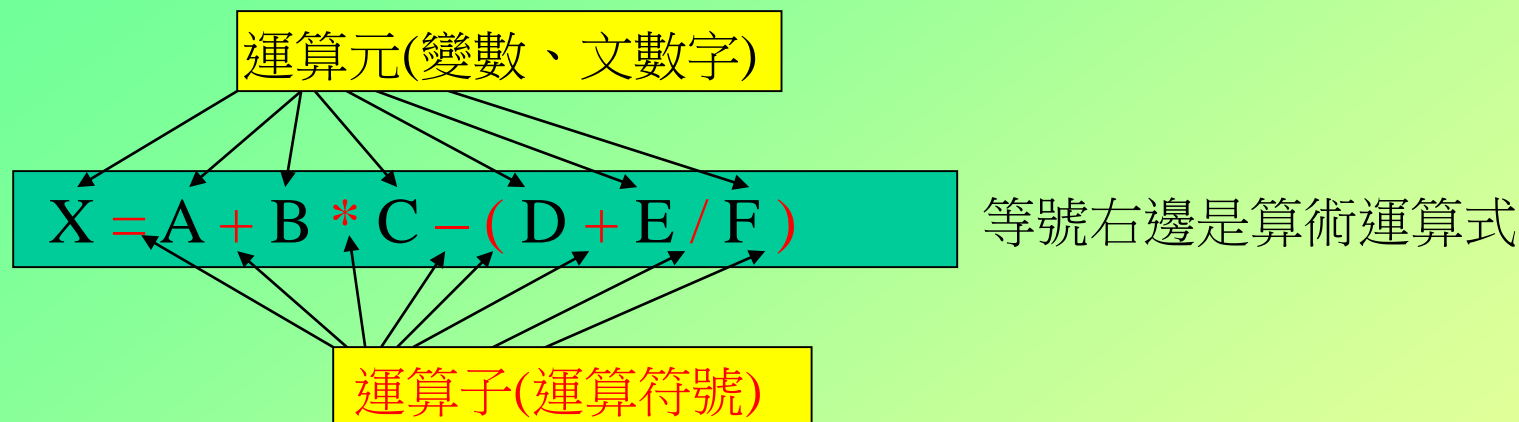 運算元(變數、文數字)
X = A + B * C – ( D + E / F )
等號右邊是算術運算式
運算子(運算符號)